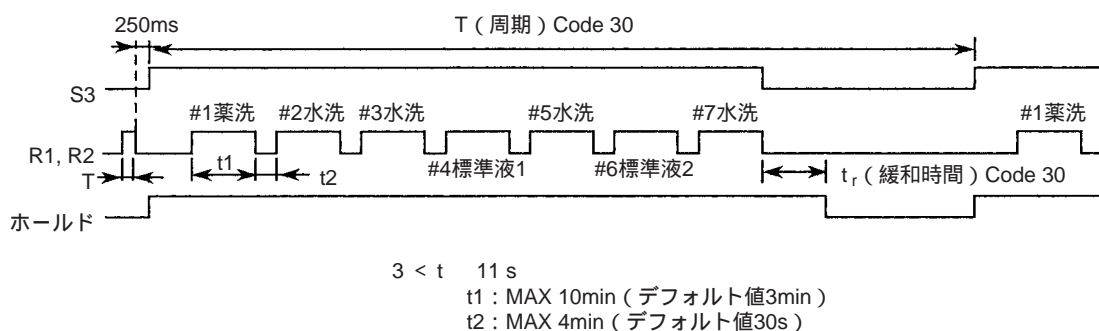 250ms
T（周期）Code 30
S3
#1薬洗 #2水洗 #3水洗 #5水洗 #7水洗 #1薬洗
R1, R2
#4標準液1 #6標準液2
t1 t2
T
tr（緩和時間）Code 30
ホールド
3 < t 11 s
t1：MAX 10min（デフォルト値3min）
t2：MAX 4min（デフォルト値30s）